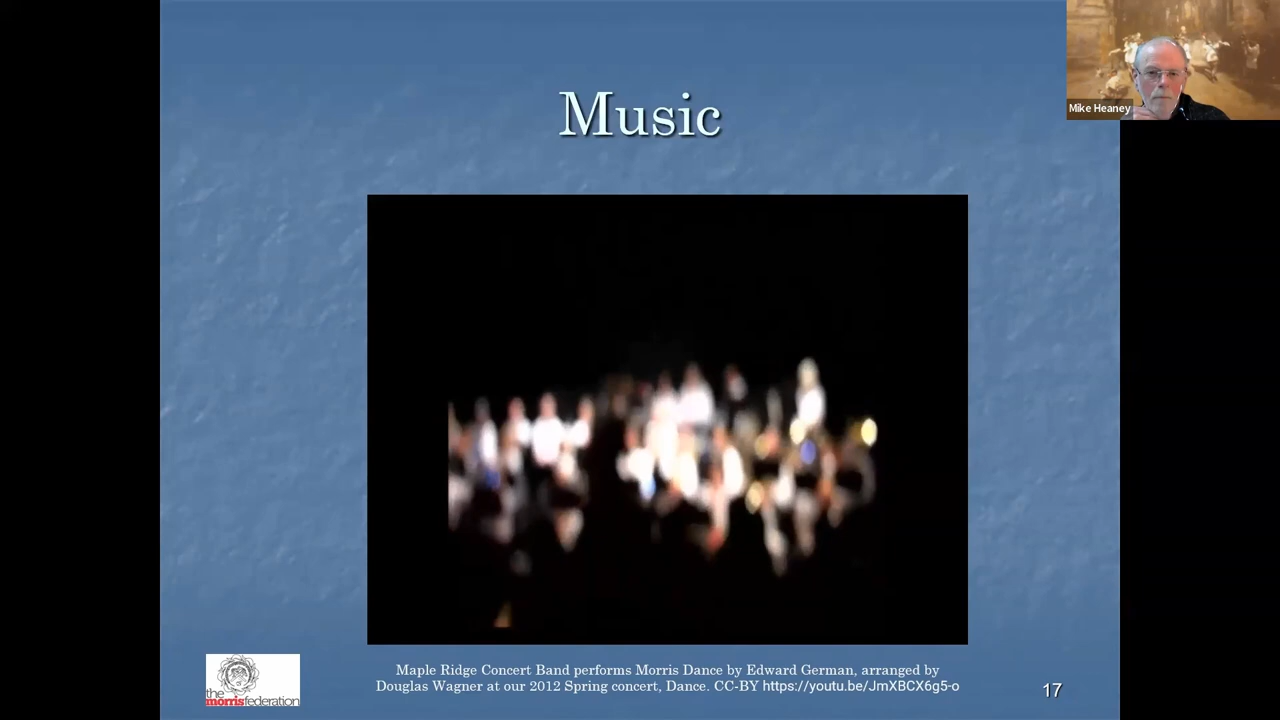 Music
Mike Heaney
Maple Ridge Concert Band performs Morris Dance by Edward German, arranged by
Douglas Wagner at our 2012 Spring concert, Dance. CC-BY https://youtu.be/JmXBCX6g5-o
the
morrisfederation
17